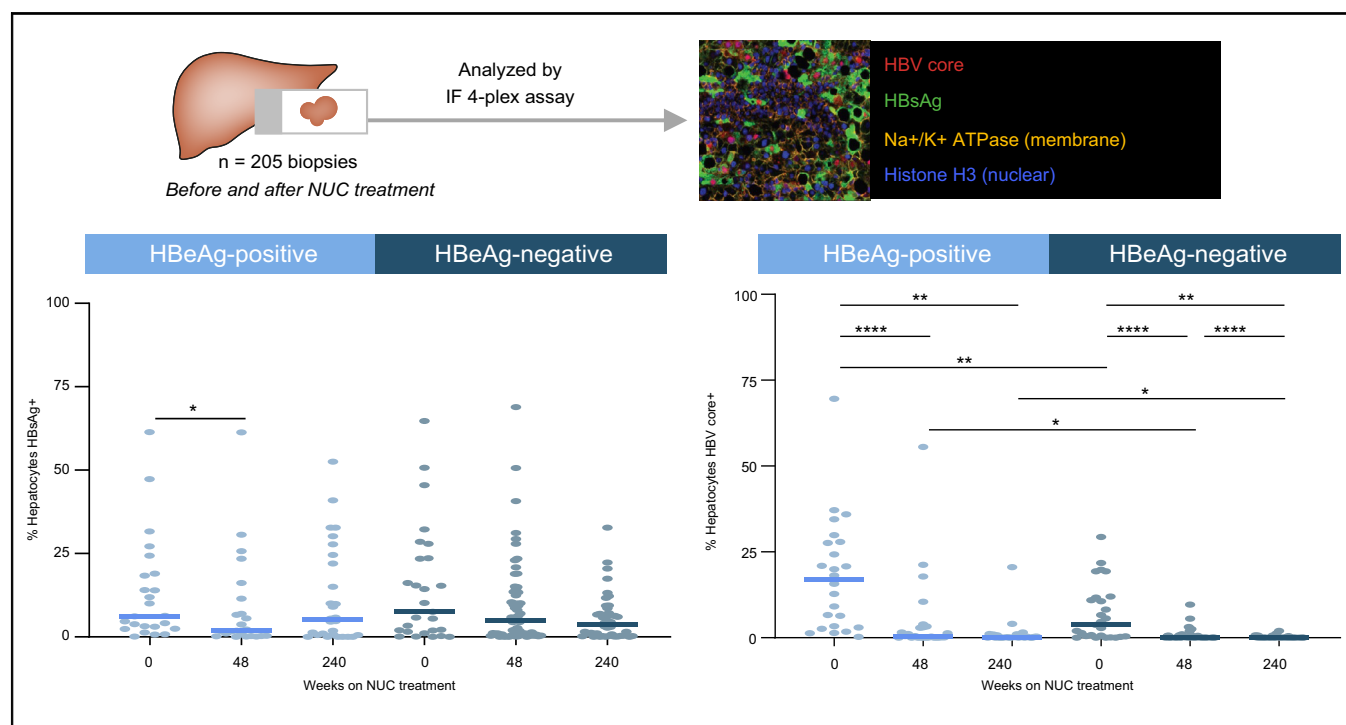 Analyzed by
IF 4-plex assay
n = 205 biopsies
Before and after NUC treatment
HBV core
HBsAg
Na+/K+ ATPase (membrane)
Histone H3 (nuclear)
HBeAg-positive
HBeAg-negative
% Hepatocytes HBsAg+
100
75
50
25
0
*
0
48
240
0
48
240
Weeks on NUC treatment
HBeAg-positive
HBeAg-negative
% Hepatocytes HBV core+
100
75
50
25
0
**
**
****
****
****
**
*
*
0
48
240
0
48
240
Weeks on NUC treatment